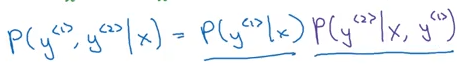 P(y^{<1>}, y^{<2>} | x) = P(y^{<1>} | x) P(y^{<2>} | x, y^{<1>})